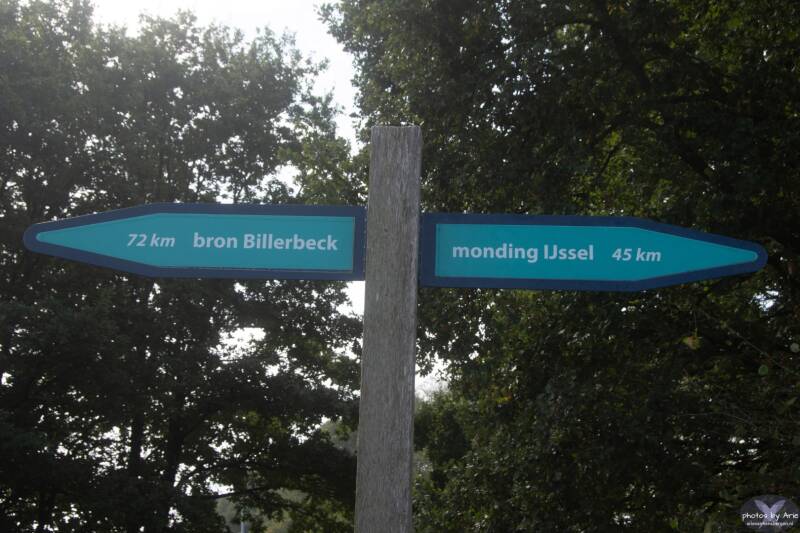 72 km bron Billerbeck
monding IJssel 45 km
photos by Arie